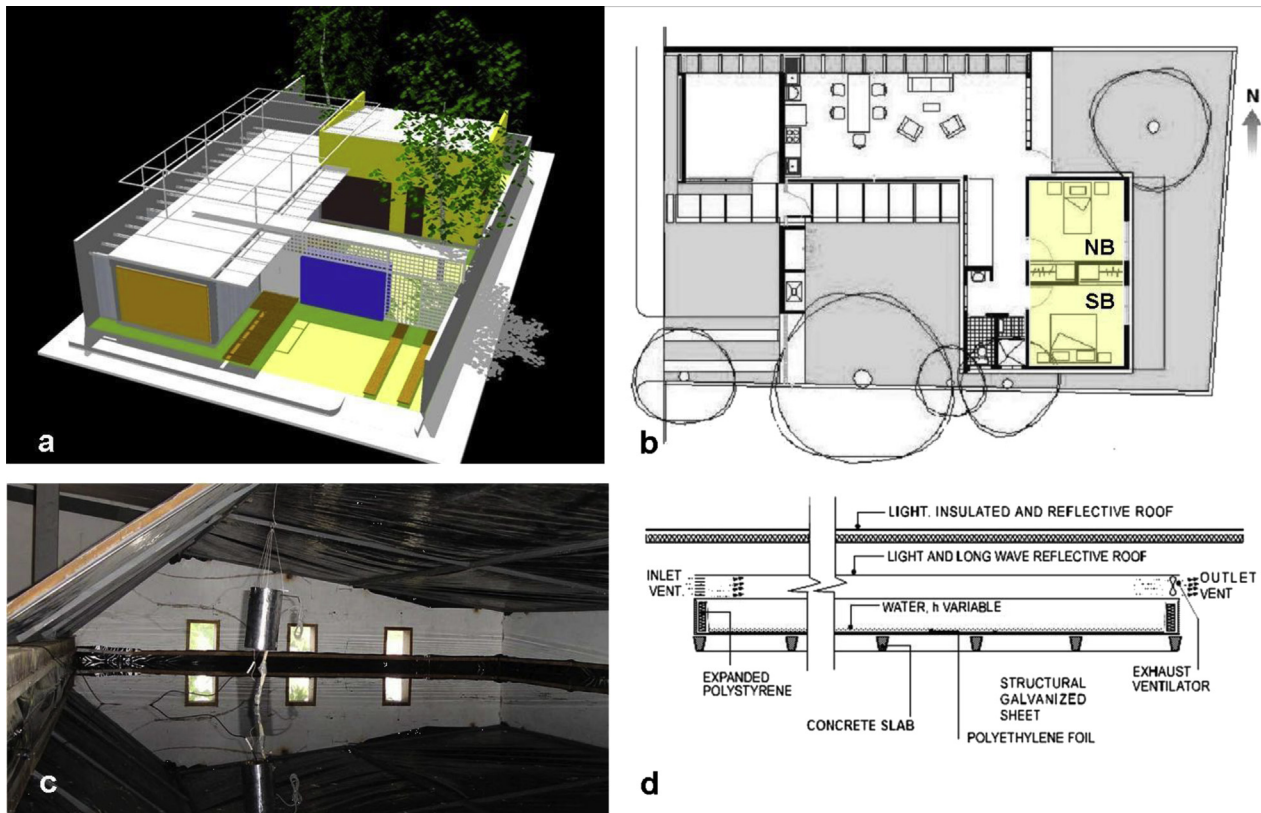 a
N
NB
SB
b
c
LIGHT. INSULATED AND REFLECTIVE ROOF
LIGHT AND LONG WAVE REFLECTIVE ROOF
INLET
VENT.
OUTLET
VENT
WATER, h VARIABLE
EXPANDED
POLYSTYRENE
CONCRETE SLAB
STRUCTURAL
GALVANIZED
SHEET
POLYETHYLENE FOIL
EXHAUST
VENTILATOR
d